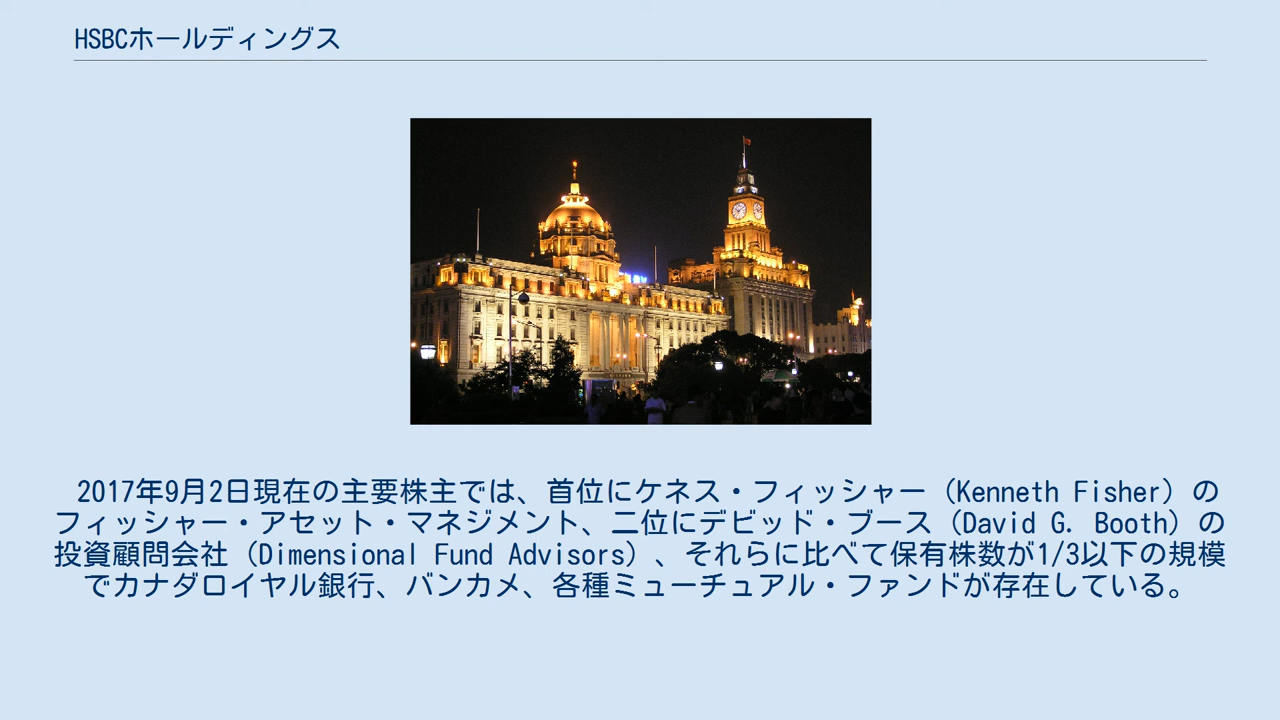 HSBCホールディングス
2017年9月2日現在の主要株主では、首位にケネス・フィッシャー（Kenneth Fisher）の
フィッシャー・アセット・マネジメント、二位にデビッド・ブース（David G. Booth）の
投資顧問会社（Dimensional Fund Advisors）、それらに比べて保有株数が1/3以下の規模
でカナダロイヤル銀行、バンカメ、各種ミューチュアル・ファンドが存在している。